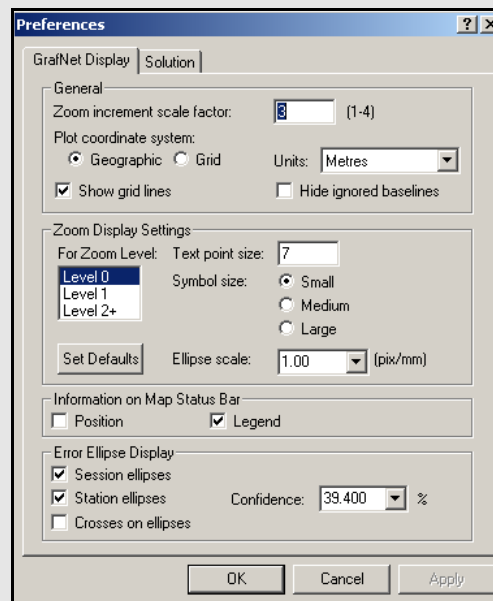 Preferences
GrafNet Display Solution
General
Zoom increment scale factor: 3 (1-4)
Plot coordinate system:
Geographic Grid Units: Metres
Show grid lines Hide ignored baselines
Zoom Display Settings
For Zoom Level: Text point size: 7
Level 0 Symbol size: Small
Level 1 Medium
Level 2+ Large
Set Defaults Ellipse scale: 1.00 (pix/mm)
Information on Map Status Bar
Position Legend
Error Ellipse Display
Session ellipses
Station ellipses Confidence: 39.400 %
Crosses on ellipses
OK Cancel Apply